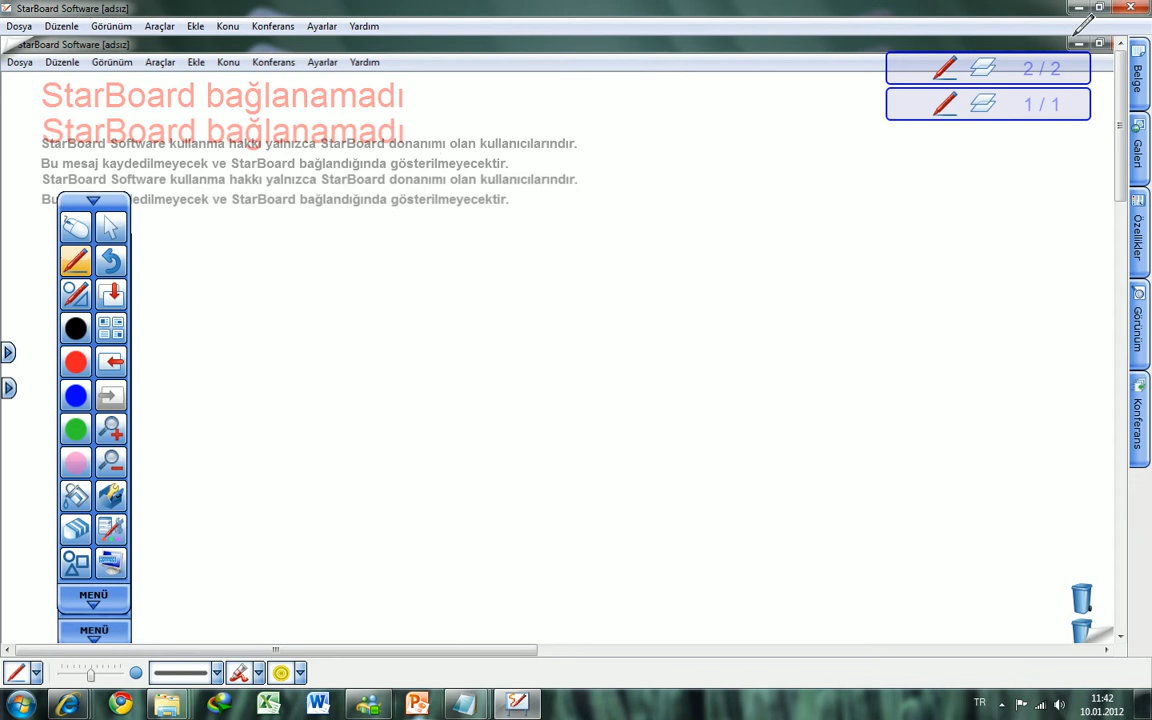 StarBoard Software [adsız]
Dosya Düzenle Görünüm Araçlar Ekle Konu Konferans Ayarlar Yardım
StarBoard Software [adsız]
Dosya Düzenle Görünüm Araçlar Ekle Konu Konferans Ayarlar Yardım
2 / 2
1 / 1
StarBoard bağlanamadı
StarBoard bağlanamadı
StarBoard Software kullanma hakkı yalnızca StarBoard donanımı olan kullanıcılarındır.
Bu mesaj kaydedilmeyecek ve StarBoard bağlandığında gösterilmeyecektir.
StarBoard Software kullanma hakkı yalnızca StarBoard donanımı olan kullanıcılarındır.
Bu dedilmeyecek ve StarBoard bağlandığında gösterilmeyecektir.
Belge
Galeri
Özellikler
Görünüm
Konferans
MENÜ
MENÜ
TR
11:42
10.01.2012